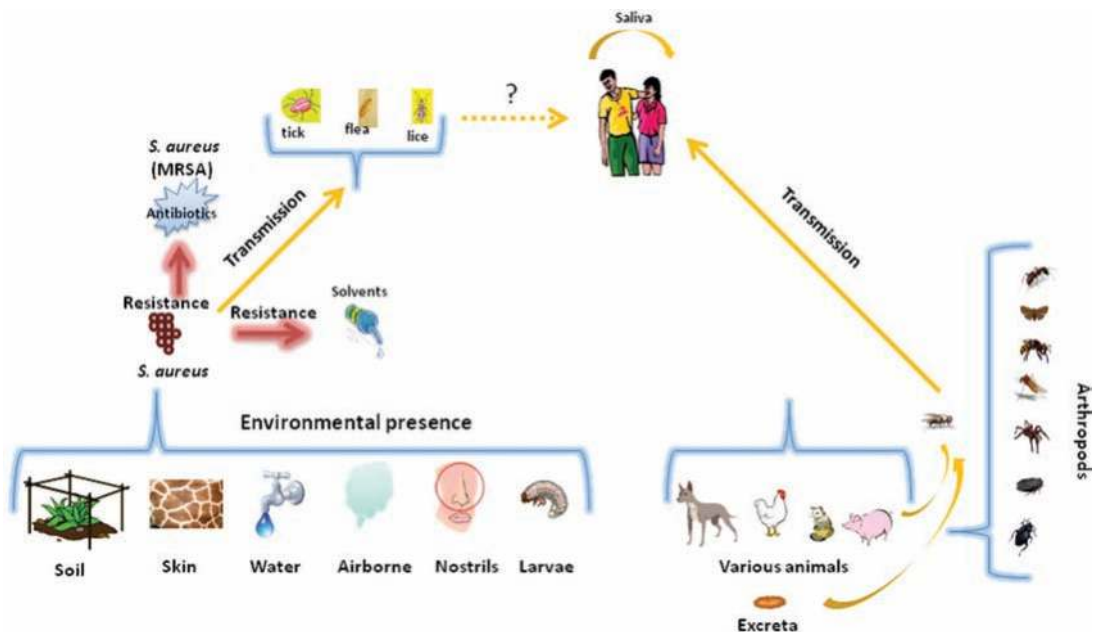 Saliva
?
tick
flea
lice
S. aureus
(MRSA)
Antibiotics
Transmission
Transmission
Resistance
Resistance
Solvents
S. aureus
Environmental presence
Arthropods
Soil
Skin
Water
Airborne
Nostrils
Larvae
Various animals
Excreta